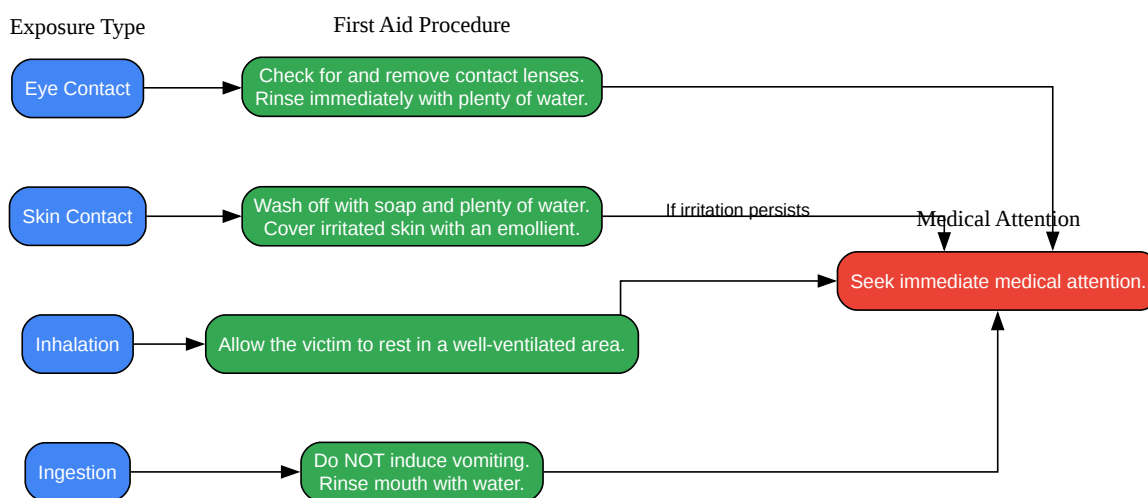 Exposure Type
First Aid Procedure
Eye Contact
Check for and remove contact lenses.
Rinse immediately with plenty of water.
Skin Contact
Wash off with soap and plenty of water.
Cover irritated skin with an emollient.
If irritation persists
Medical Attention
Seek immediate medical attention.
Inhalation
Allow the victim to rest in a well-ventilated area.
Ingestion
Do NOT induce vomiting.
Rinse mouth with water.